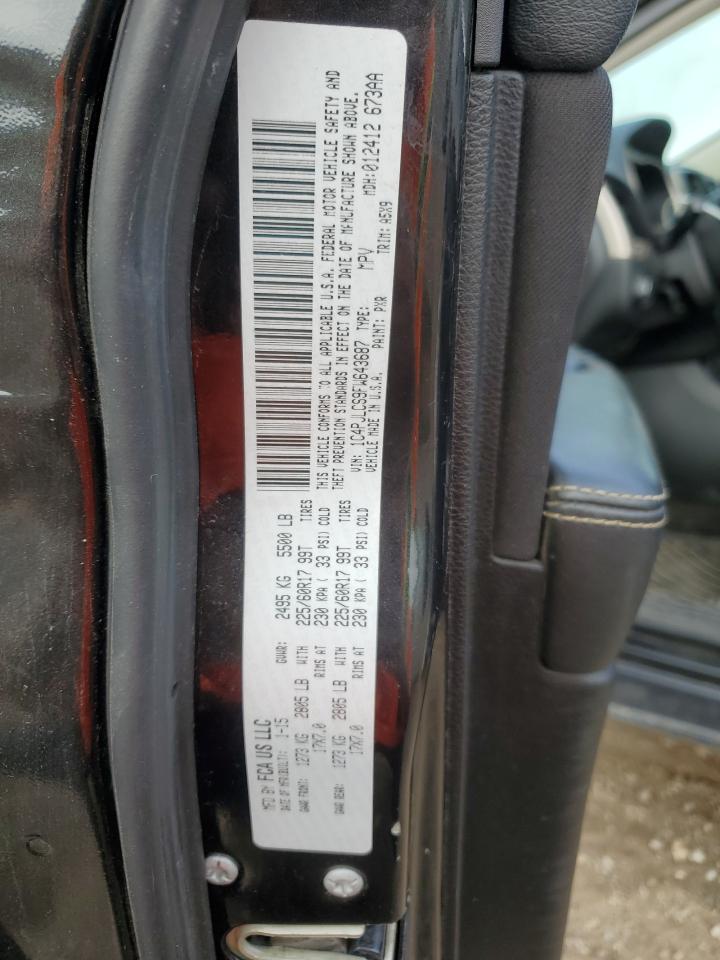 MFD BY FCA US LLC
DATE OF MFR(BUILT): 1-15 GVWR: 2495 KG 5500 LB
GAWR FRONT: 1273 KG 2805 LB WITH 225/60R17 99T TIRES
17X7.0 RIMS AT 230 KPA ( 33 PSI) COLD
GAWR REAR: 1273 KG 2805 LB WITH 225/60R17 99T TIRES
17X7.0 RIMS AT 230 KPA ( 33 PSI) COLD
THIS VEHICLE CONFORMS TO ALL APPLICABLE U.S.A. FEDERAL MOTOR VEHICLE SAFETY AND
THEFT PREVENTION STANDARDS IN EFFECT ON THE DATE OF MANUFACTURE SHOWN ABOVE.
VIN: 1C4PJLCS9FW643687 TYPE: MPV MDH:012412 673AA
VEHICLE MADE IN U.S.A. PAINT: PXR TRIM: A5X9